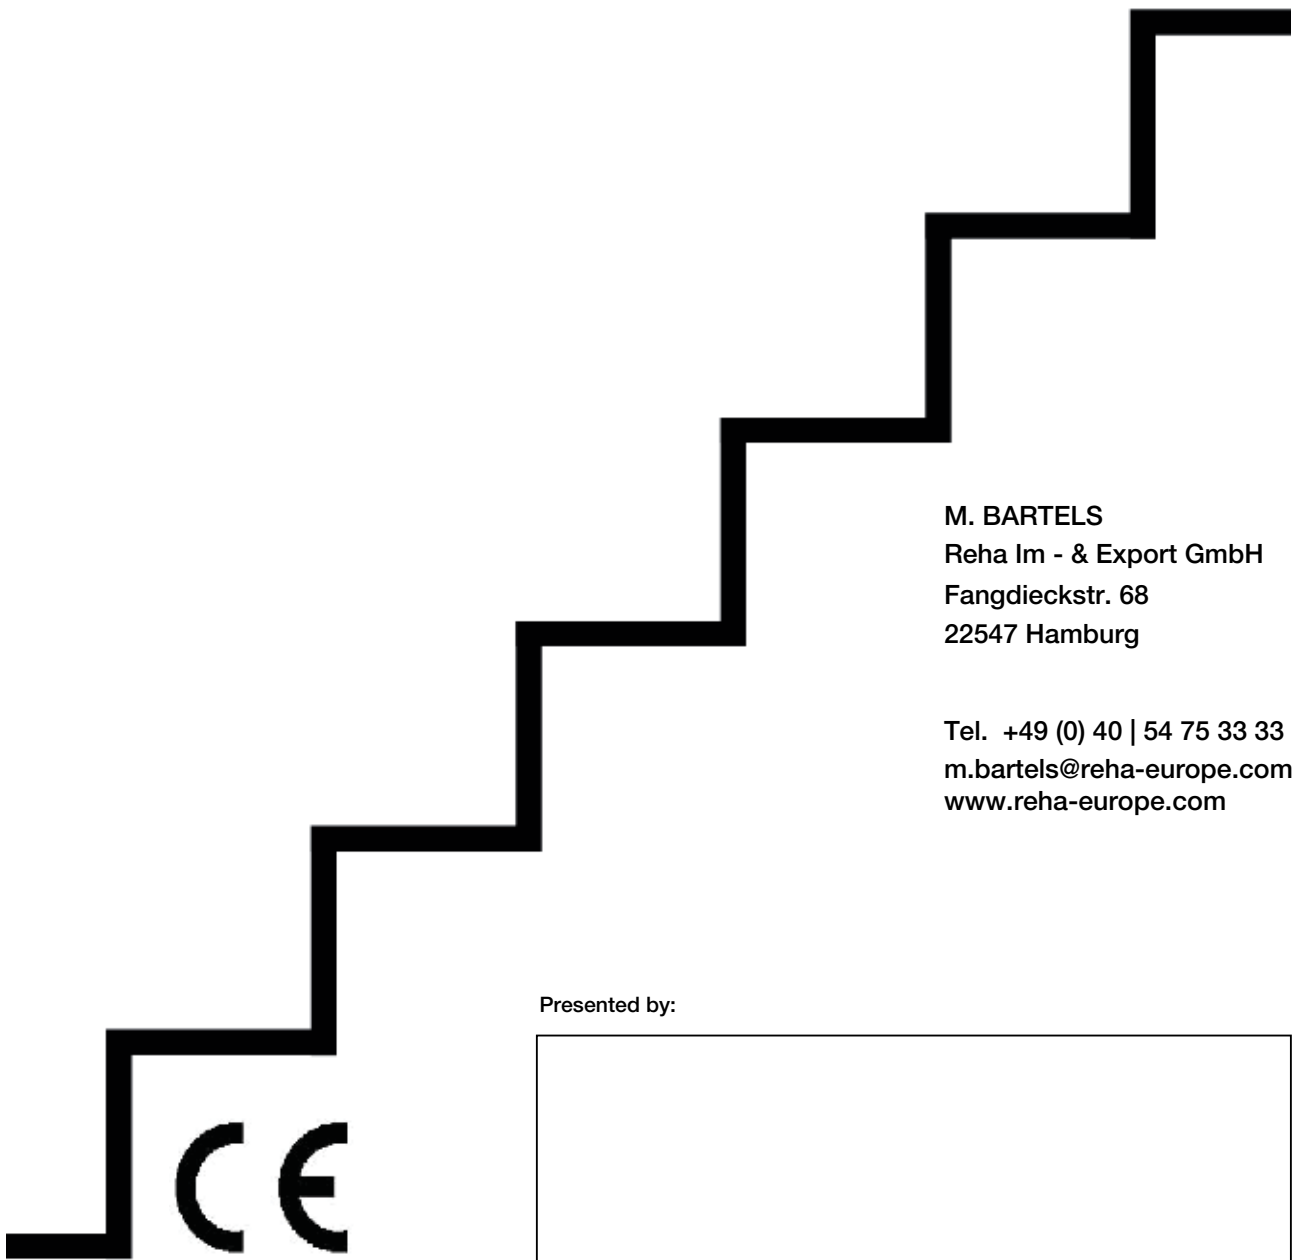 M. BARTELS
Reha Im - & Export GmbH
Fangdieckstr. 68
22547 Hamburg
Tel. +49 (0) 40 | 54 75 33 33
m.bartels@reha-europe.com
www.reha-europe.com
Presented by:
CE